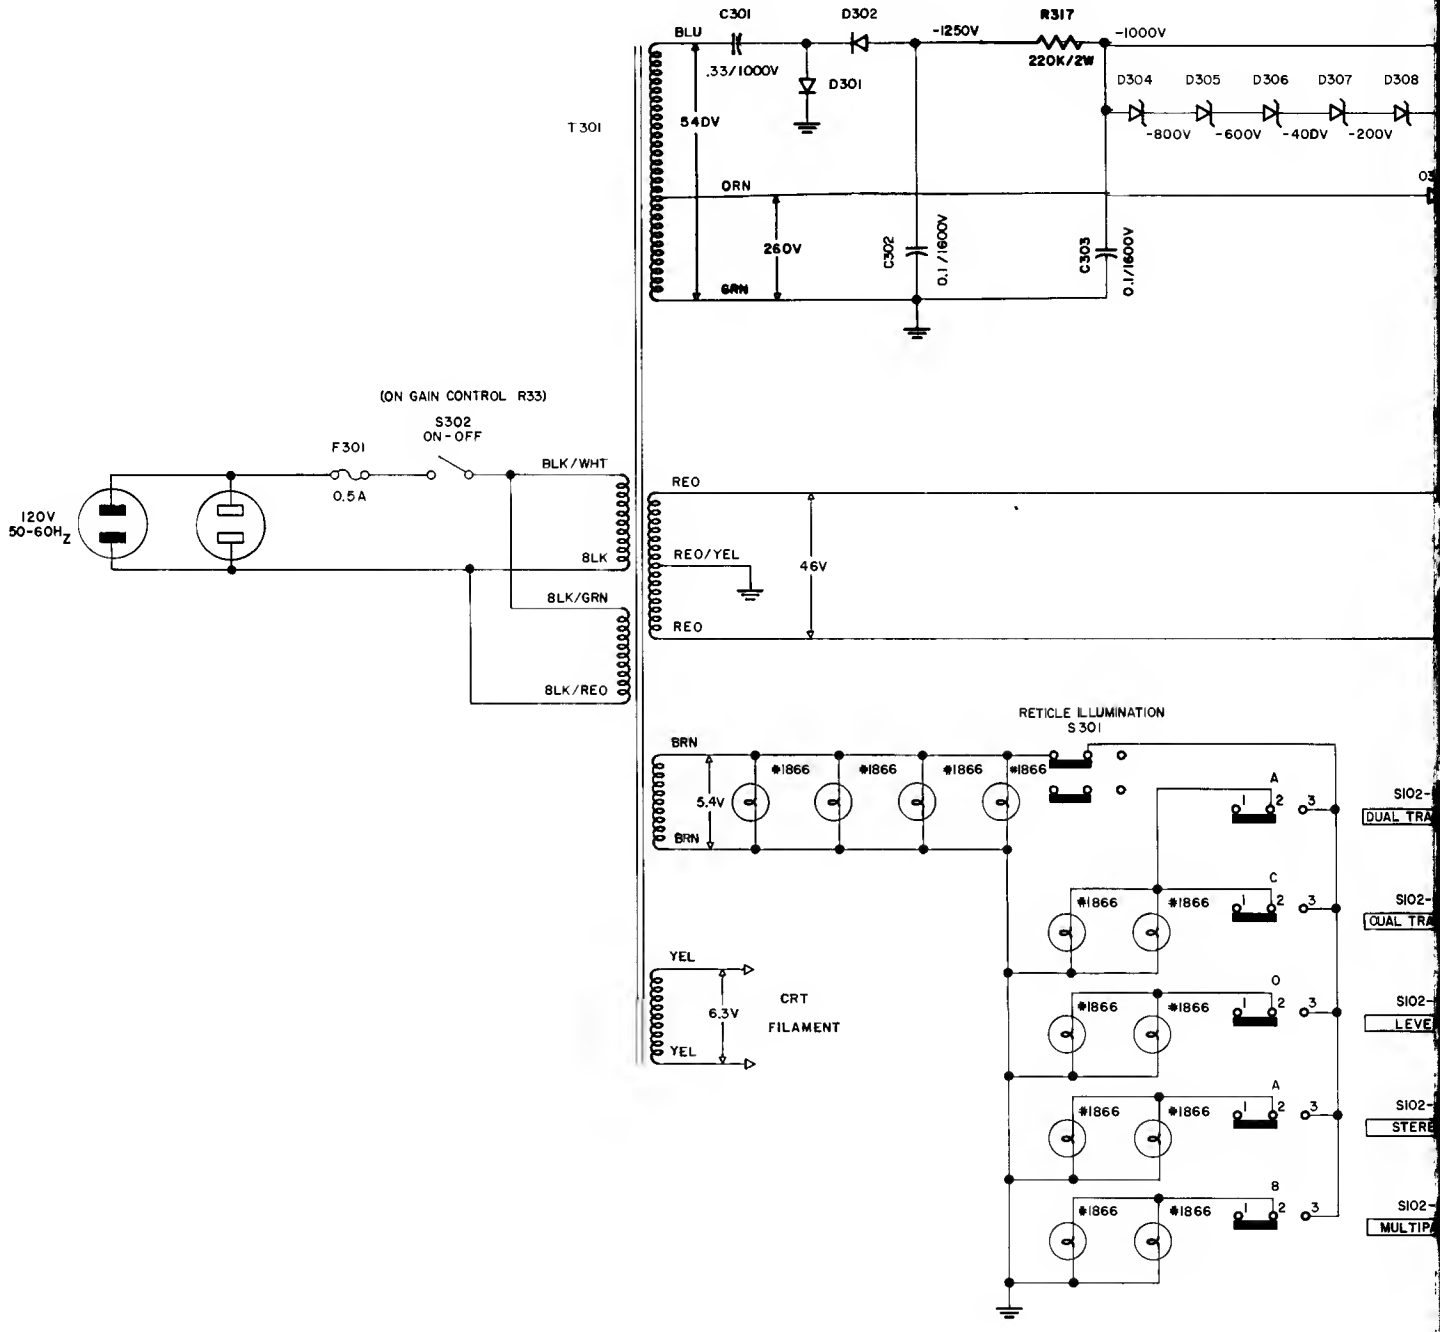 C301
D302
BLU
-1250V
R317
-1000V
.33/1000V
220K/2W
D301
D304
D305
D306
D307
D308
T301
54DV
-800V
-600V
-40DV
-200V
ORN
03
260V
C302
0.1/1600V
C303
0.1/1600V
GRN
(ON GAIN CONTROL R33)
S302
ON-OFF
F301
BLK/WHT
0.5A
120V
50-60HZ
REO
8LK
REO/YEL
46V
8LK/GRN
REO
8LK/REO
RETICLE ILLUMINATION
S301
BRN
*1866
*1866
*1866
*1866
5.4V
BRN
A
1 2 3
S102-
DUAL TRA
C
*1866
*1866
1 2 3
S102-
OUAL TRA
YEL
6.3V
CRT
FILAMENT
YEL
O
*1866
*1866
1 2 3
S102-
LEVE
A
*1866
*1866
1 2 3
S102-
STERE
8
*1866
*1866
1 2 3
S102-
MULTIP